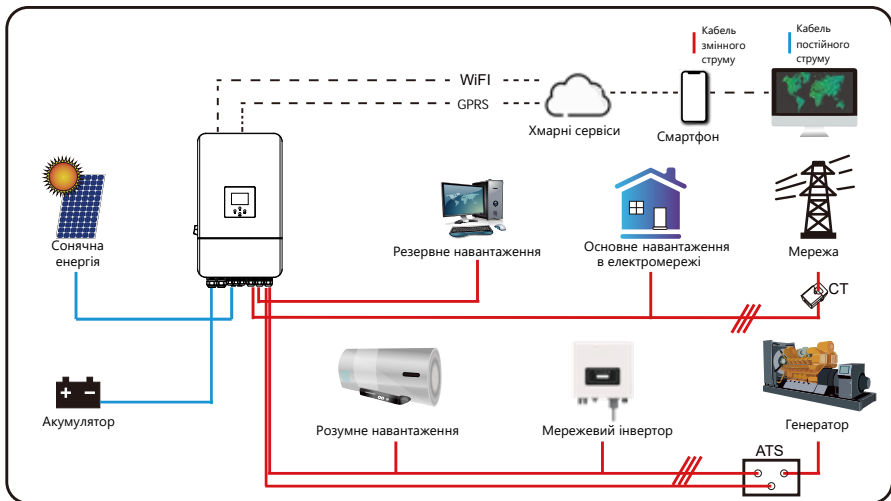 Кабель
змінного
струму
Кабель
постійного
струму
WiFI
GPRS
Хмарні сервіси
Смартфон
Сонячна
енергія
Резервне навантаження
Основне навантаження
в електромережі
Мережа
CT
Акумулятор
Розумне навантаження
Мережевий інвертор
Генератор
ATS